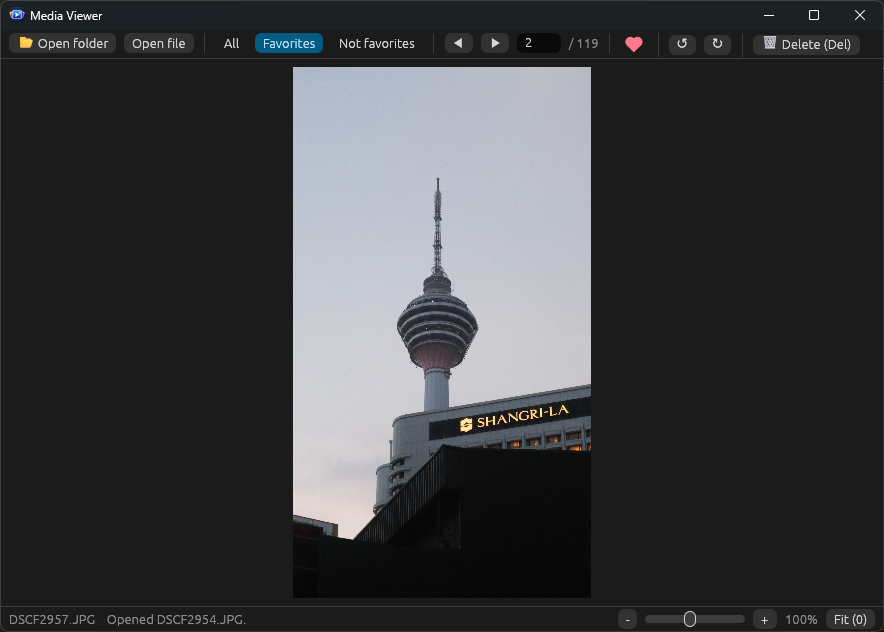 Media Viewer
Open folder Open file All Favorites Not favorites 2 / 119 Delete (Del)
SHANGRI-LA
DSCF2957.JPG Opened DSCF2954.JPG. - + 100% Fit (0)